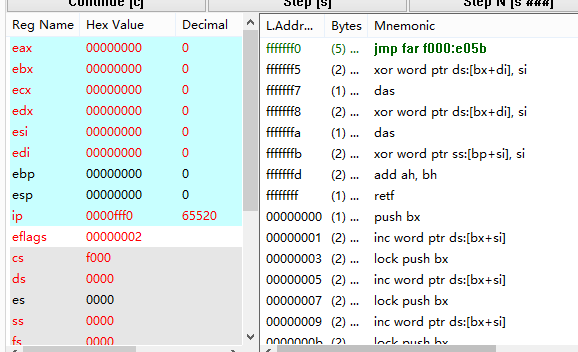 Continue [c] Step [s] Step N [s ###]
Reg Name Hex Value Decimal
eax 00000000 0
ebx 00000000 0
ecx 00000000 0
edx 00000000 0
esi 00000000 0
edi 00000000 0
ebp 00000000 0
esp 00000000 0
ip 0000fff0 65520
eflags 00000002
cs f000
ds 0000
es 0000
ss 0000
fs 0000
L.Addr... Bytes Mnemonic
fffffff0 (5) ... jmp far f000:e05b
fffffff5 (2) ... xor word ptr ds:[bx+di], si
fffffff7 (1) ... das
fffffff8 (2) ... xor word ptr ds:[bx+di], si
fffffffa (1) ... das
fffffffb (2) ... xor word ptr ss:[bp+si], si
fffffffd (2) ... add ah, bh
ffffffff (1) ... retf
00000000 (1) ... push bx
00000001 (2) ... inc word ptr ds:[bx+si]
00000003 (2) ... lock push bx
00000005 (2) ... inc word ptr ds:[bx+si]
00000007 (2) ... lock push bx
00000009 (2) ... inc word ptr ds:[bx+si]
0000000b (2) ... lock push bx